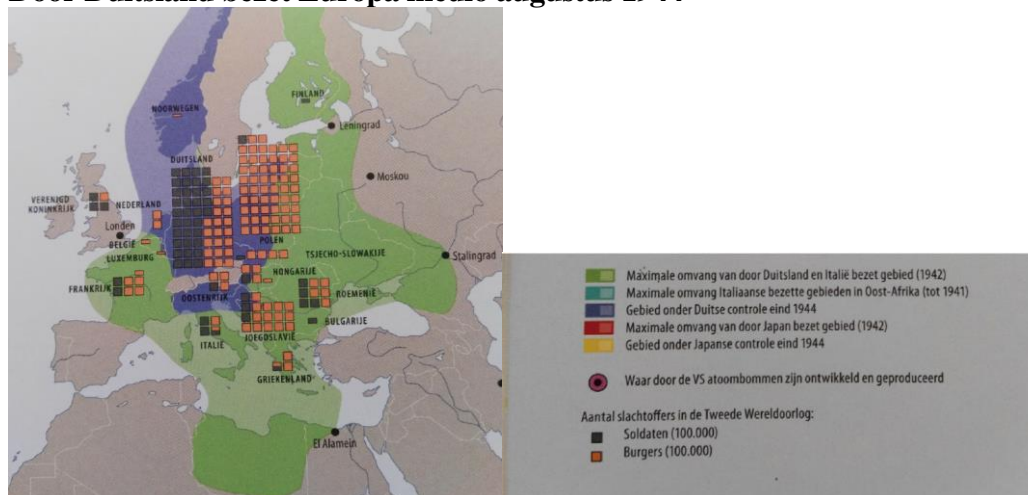 Door Duitsland bezet Europa medio augustus 1944
FINLAND
NOORWEGEN
Leningrad
DUITSLAND
Moskou
VERENIGD
KONINKRIJK
NEDERLAND
Londen
BELGIË
POLEN
LUXEMBURG
TSJECHO-SLOWAKIJE
Stalingrad
HONGARIJE
FRANKRIJK
OOSTENRIJK
ROEMENIË
BULGARIJE
ITALIË
JOEGOSLAVIË
GRIEKENLAND
El Alamein
Maximale omvang van door Duitsland en Italië bezet gebied (1942)
Maximale omvang Italiaanse bezette gebieden in Oost-Afrika (tot 1941)
Gebied onder Duitse controle eind 1944
Maximale omvang van door Japan bezet gebied (1942)
Gebied onder Japanse controle eind 1944
Waar door de VS atoombommen zijn ontwikkeld en geproduceerd
Aantal slachtoffers in de Tweede Wereldoorlog:
Soldaten (100.000)
Burgers (100.000)